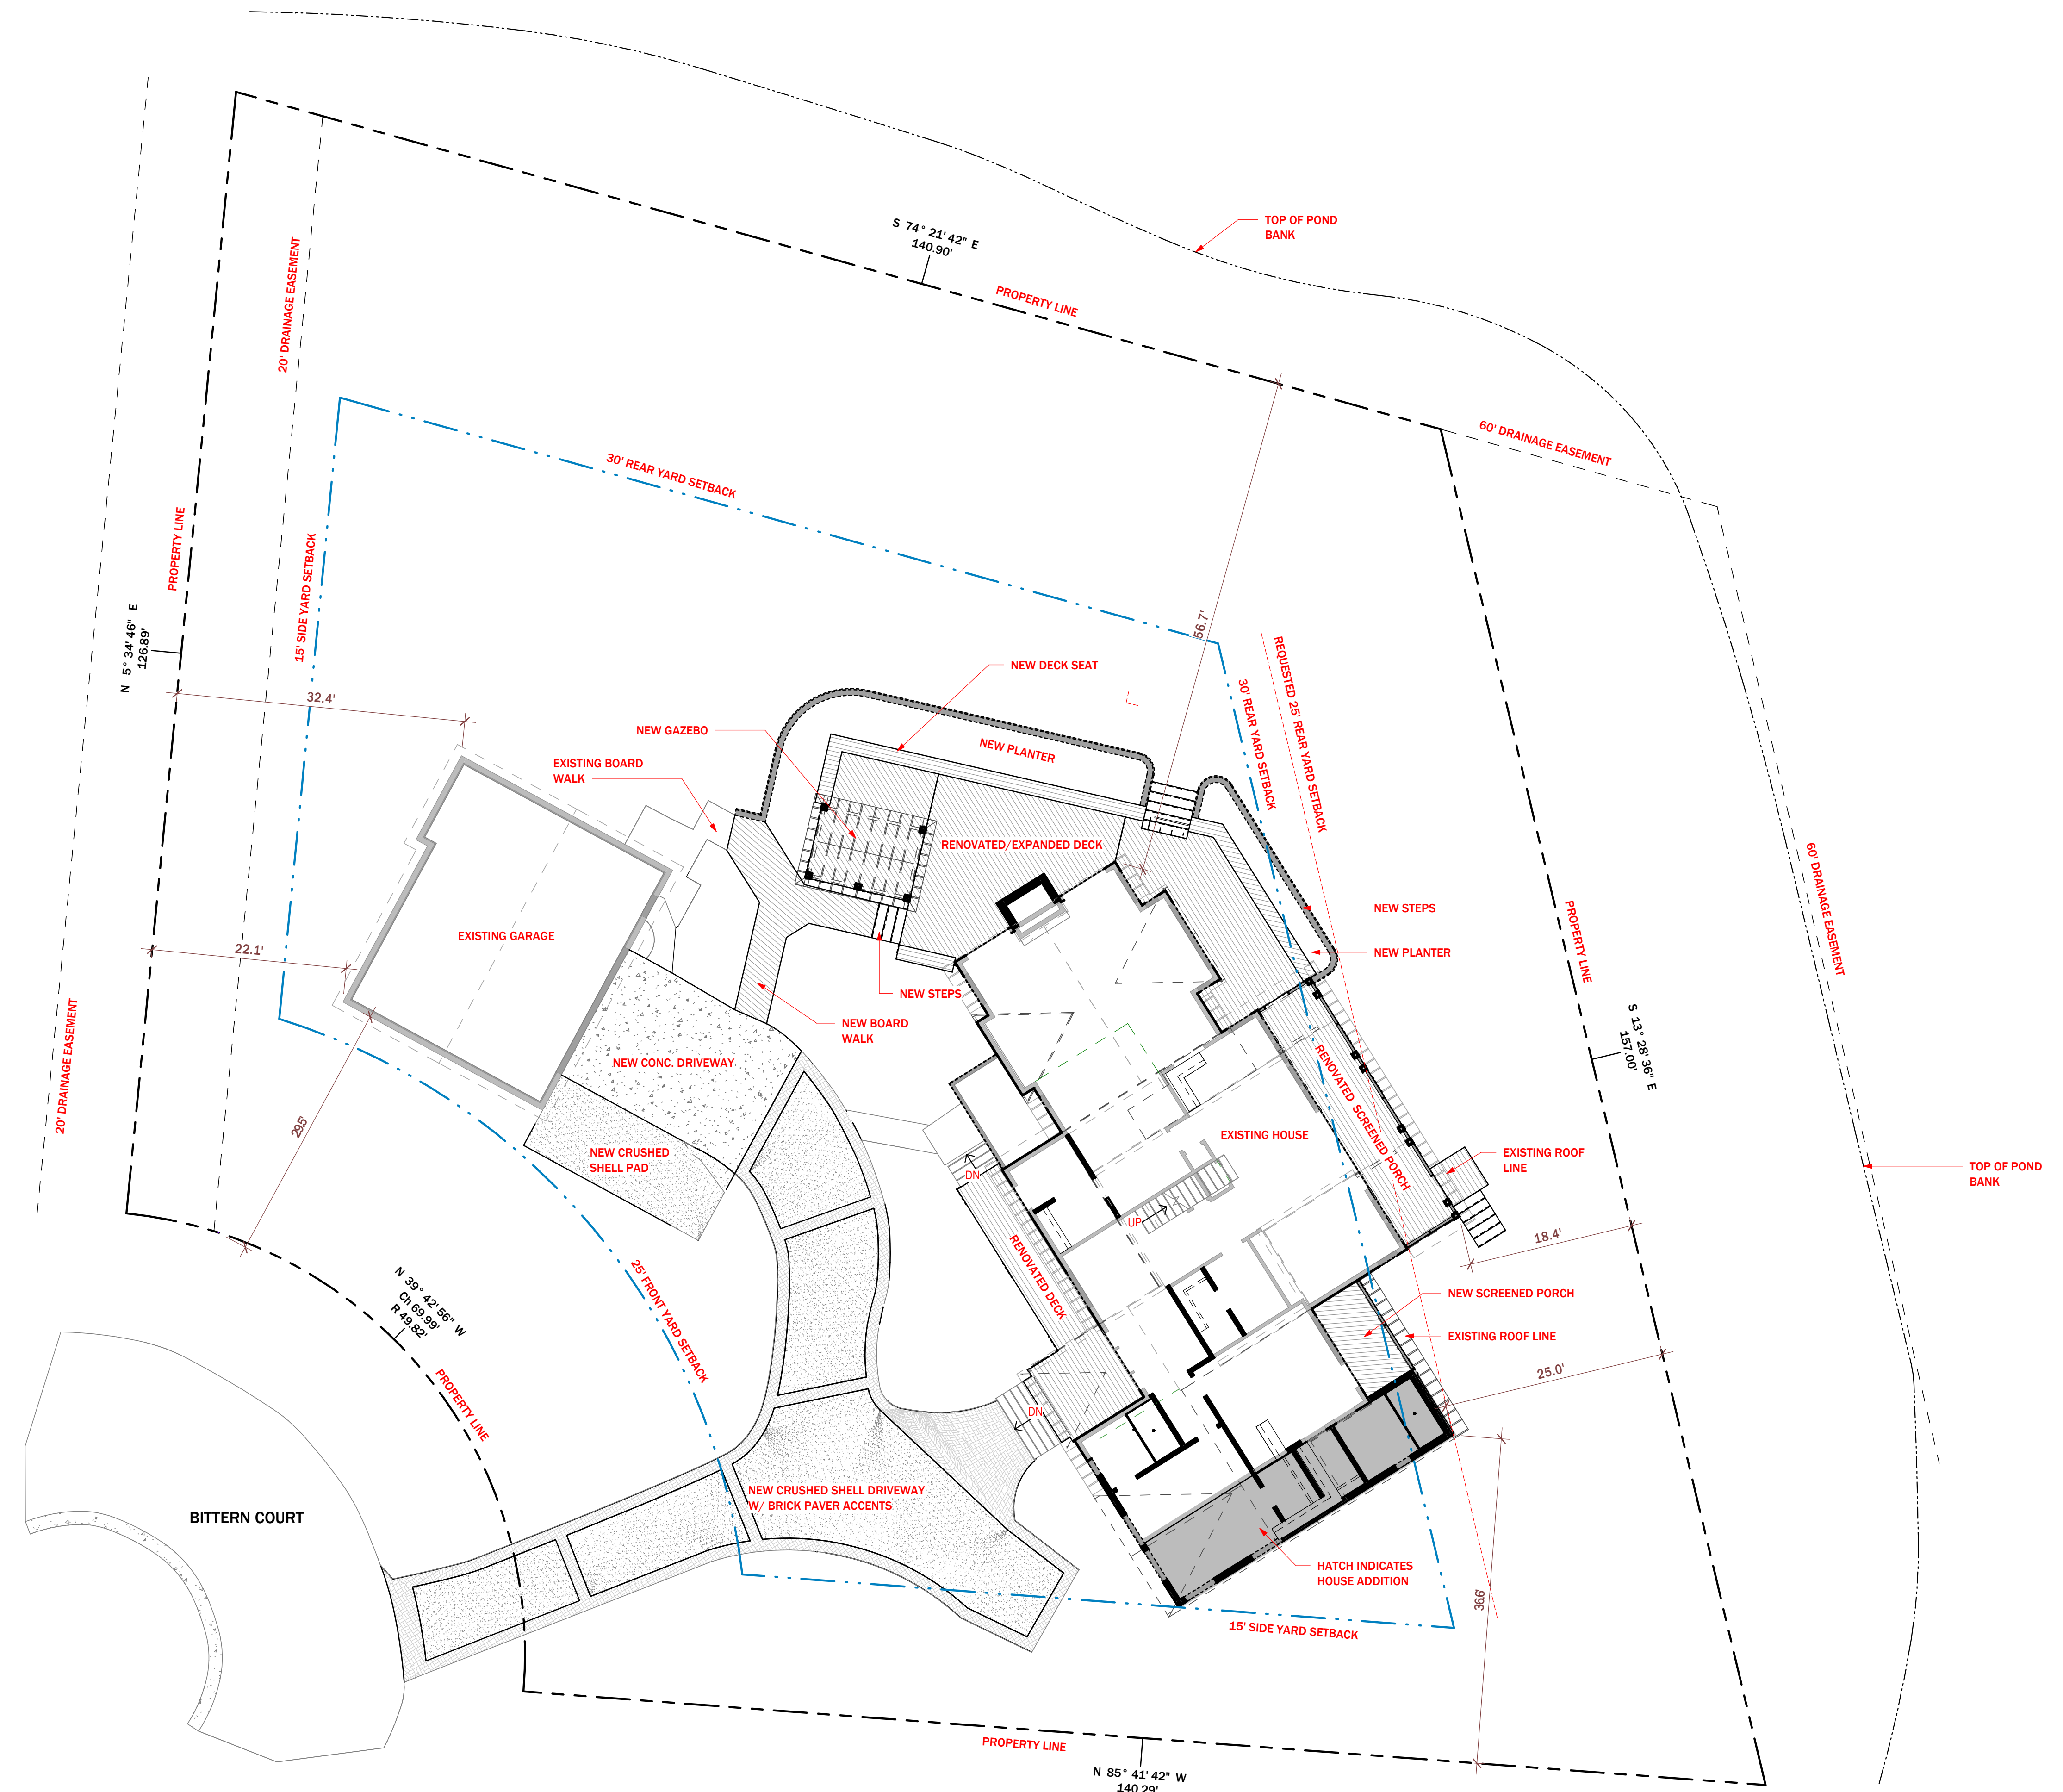 TOP OF POND
BANK
S 74° 21' 42" E
140.90'
PROPERTY LINE
20' DRAINAGE EASEMENT
60' DRAINAGE EASEMENT
30' REAR YARD SETBACK
PROPERTY LINE
15' SIDE YARD SETBACK
N 5° 34' 46" E
126.89'
32.4'
56.7'
NEW DECK SEAT
REQUESTED 25' REAR YARD SETBACK
30' REAR YARD SETBACK
NEW GAZEBO
NEW PLANTER
EXISTING BOARD
WALK
RENOVATED/EXPANDED DECK
60' DRAINAGE EASEMENT
NEW STEPS
PROPERTY LINE
EXISTING GARAGE
22.1'
NEW PLANTER
NEW STEPS
NEW BOARD
WALK
S 13° 28' 36" E
157.00'
20' DRAINAGE EASEMENT
NEW CONC. DRIVEWAY
RENOVATED SCREENED PORCH
29.5'
EXISTING HOUSE
NEW CRUSHED
SHELL PAD
EXISTING ROOF
LINE
TOP OF POND
BANK
DN
UP
18.4'
RENOVATED DECK
N 39° 42' 56" W
Ch 69.99'
R 49.82'
25' FRONT YARD SETBACK
NEW SCREENED PORCH
EXISTING ROOF LINE
25.0'
PROPERTY LINE
DN
NEW CRUSHED SHELL DRIVEWAY
W/ BRICK PAVER ACCENTS
BITTERN COURT
HATCH INDICATES
HOUSE ADDITION
36.6'
15' SIDE YARD SETBACK
PROPERTY LINE
N 85° 41' 42" W
140.29'